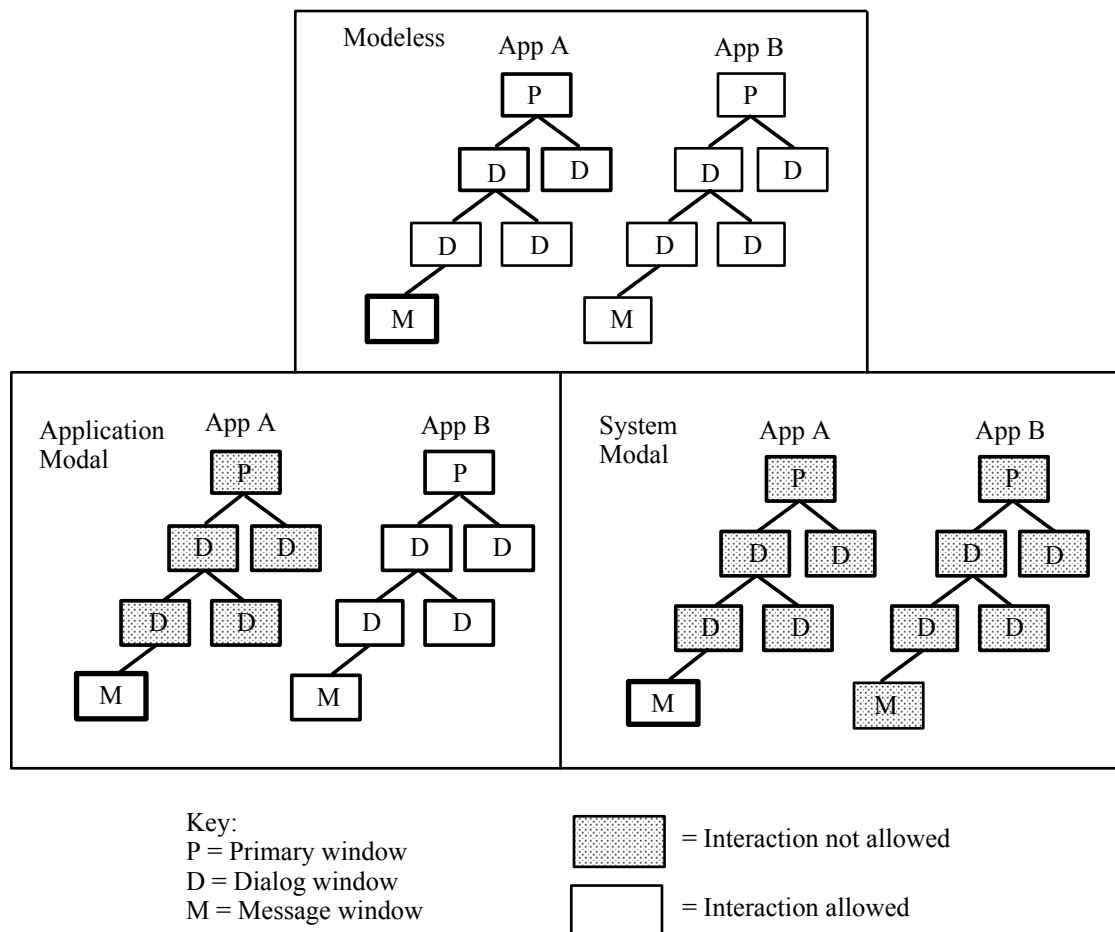 Modeless
App A App B
P P
D D D D
D D D D
M M
Application
Modal
App A App B
P P
D D D D
D D D D
M M
System
Modal
App A App B
P P
D D D D
D D D D
M M
Key:
P = Primary window
D = Dialog window
M = Message window
= Interaction not allowed
= Interaction allowed